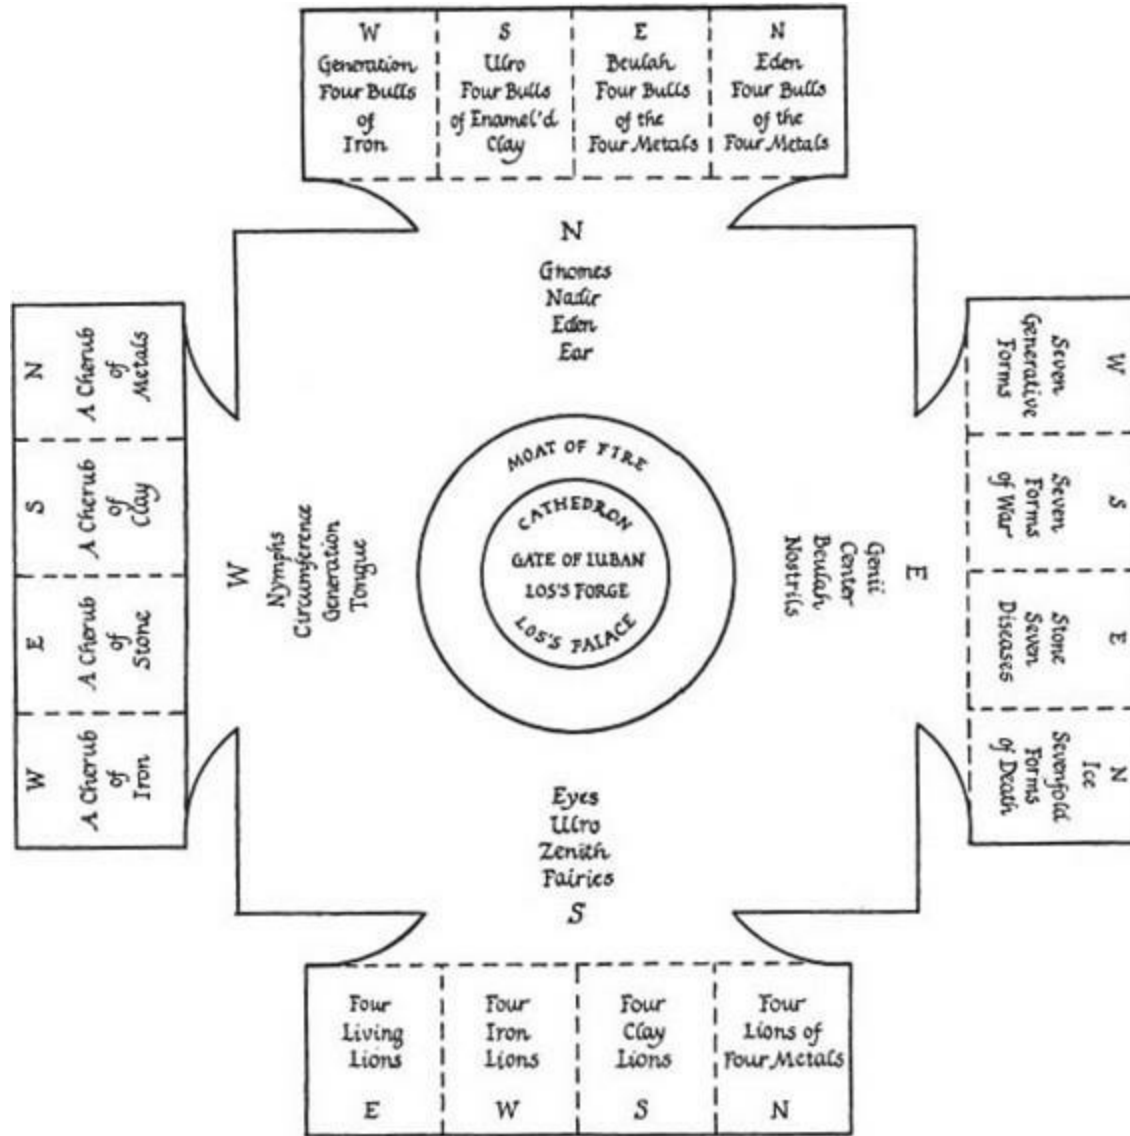 W
Generation
Four Bulls
of
Iron
S
Ulro
Four Bulls
of Enamel'd
Clay
E
Beulah
Four Bulls
of the
Four Metals
N
Eden
Four Bulls
of the
Four Metals
N
Gnomes
Nadir
Eden
Ear
N
A Cherub
of
Metals
S
A Cherub
of
Clay
E
A Cherub
of
Stone
W
A Cherub
of
Iron
W
Nymphs
Circumference
Generation
Tongue
MOAT OF FIRE
CATHEDRON
GATE OF LUBAN
LOS'S FORGE
LOS'S PALACE
E
Genii
Center
Beulah
Nostrils
W
Seven
Generative
Forms
S
Seven
Forms
of War
E
Stone
Seven
Diseases
N
Ice
Sevenfold
Forms
of Death
Eyes
Ulro
Zenith
Fairies
S
Four
Living
Lions
E
Four
Iron
Lions
W
Four
Clay
Lions
S
Four
Lions of
Four Metals
N